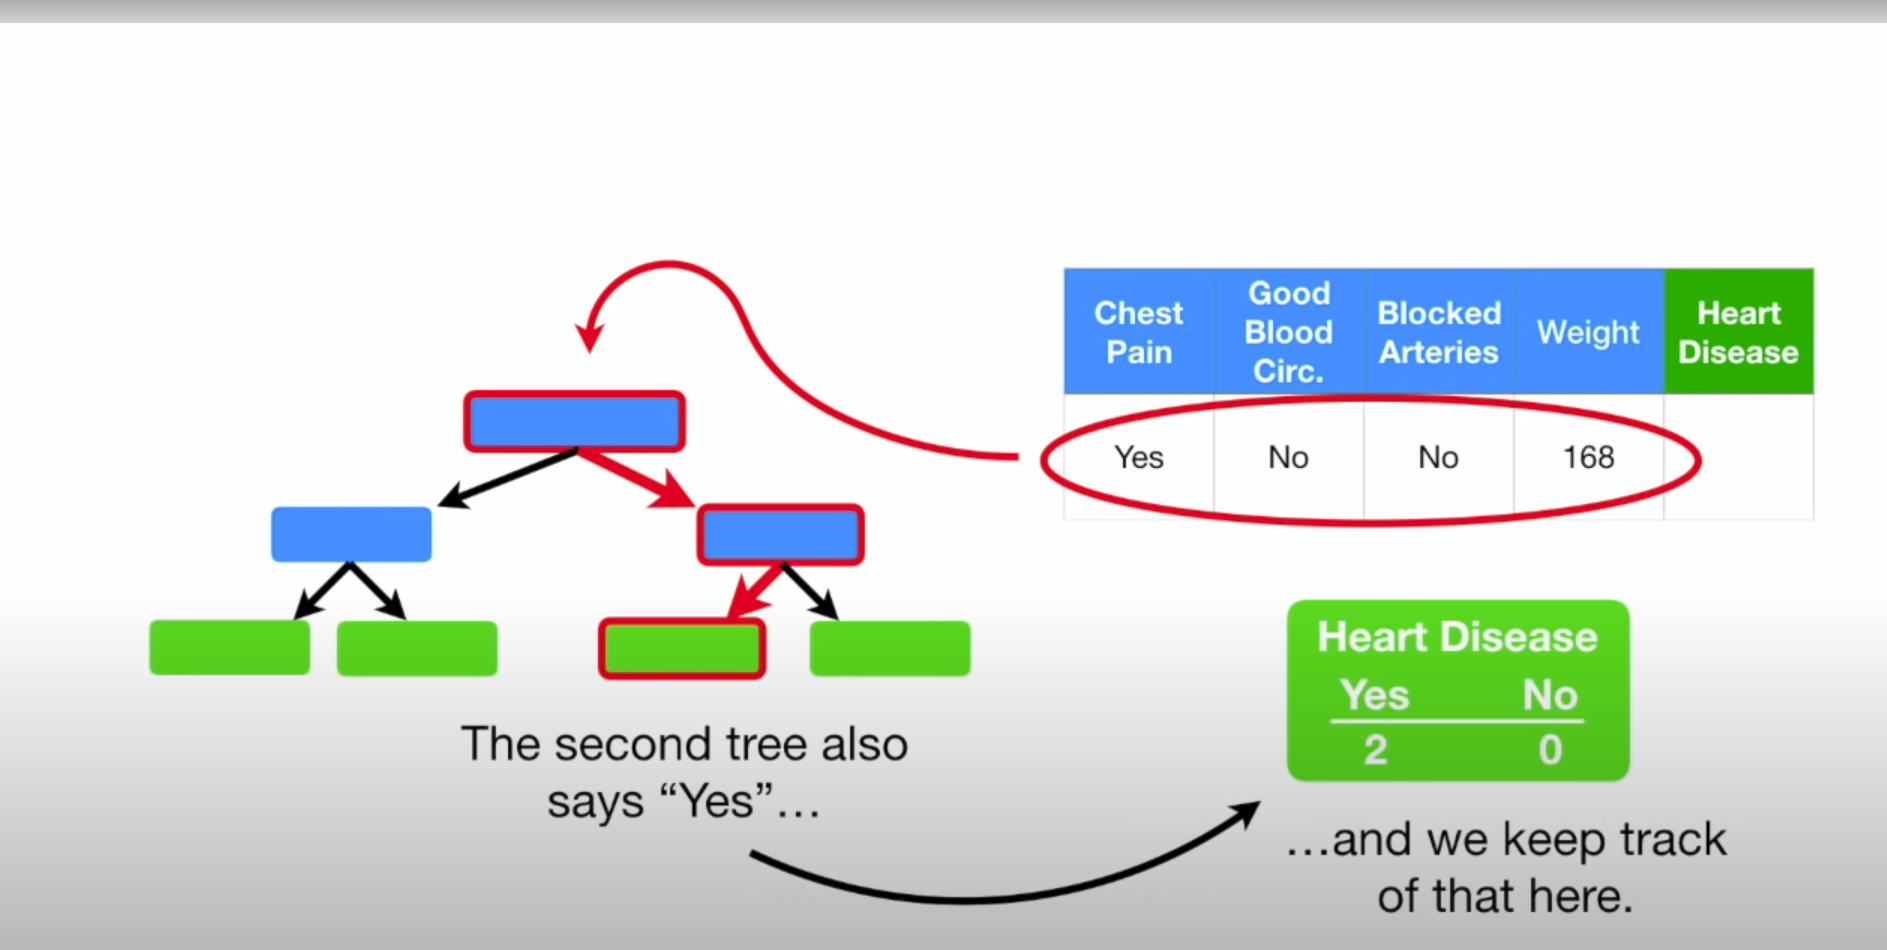 Chest
Pain
Good
Blood
Circ.
Blocked
Arteries
Weight
Heart
Disease
Yes
No
No
168
Heart Disease
Yes No
2 0
The second tree also
says “Yes”…
…and we keep track
of that here.